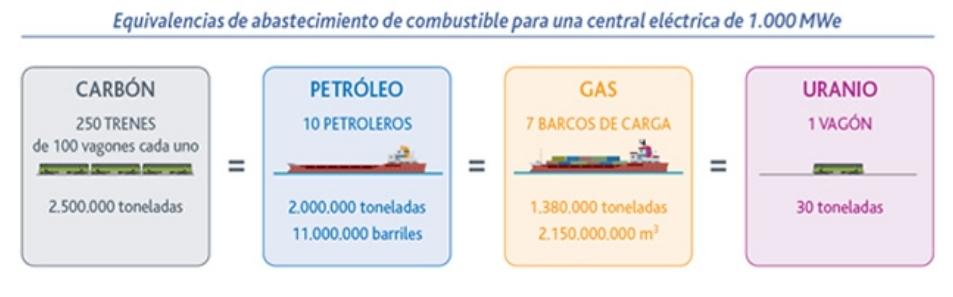 Equivalencias de abastecimiento de combustible para una central eléctrica de 1.000 MWe
CARBÓN
250 TRENES
de 100 vagones cada uno
=
2.500.000 toneladas
PETRÓLEO
10 PETROLEROS
=
2.000.000 toneladas
11.000.000 barriles
GAS
7 BARCOS DE CARGA
=
1.380.000 toneladas
2.150.000.000 m³
URANIO
1 VAGÓN
30 toneladas